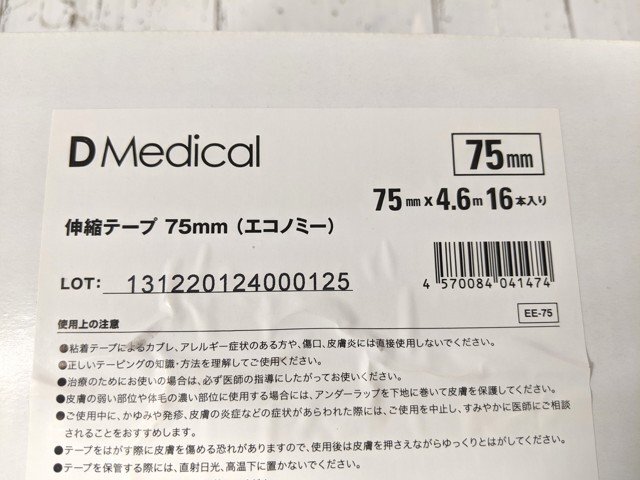 D Medical
75mm
75mm x 4.6m 16本入り
伸縮テープ 75mm（エコノミー）
LOT: 131220124000125
4 570084 041474
EE-75
使用上の注意
●粘着テープによるカブレ、アレルギー症状のある方や、傷口、皮膚炎には直接使用しないでください。
●正しいテーピングの知識・方法を理解してご使用ください。
●治療のためにお使いの場合は、必ず医師の指導にしたがってお使いください。
●皮膚の弱い部位や体毛の濃い部位に使用する場合には、アンダーラップを下地に巻いて皮膚を保護してください。
●ご使用中に、かゆみや発疹、皮膚の炎症などの症状があらわれた際には、ご使用を中止し、すみやかに医師にご相談
されることをおすすめします。
●テープをはがす際に皮膚を傷める恐れがありますので、使用後は皮膚を押さえながらゆっくりとはがしてください。
●テープを保管する際には、直射日光、高温下に置かないでください。